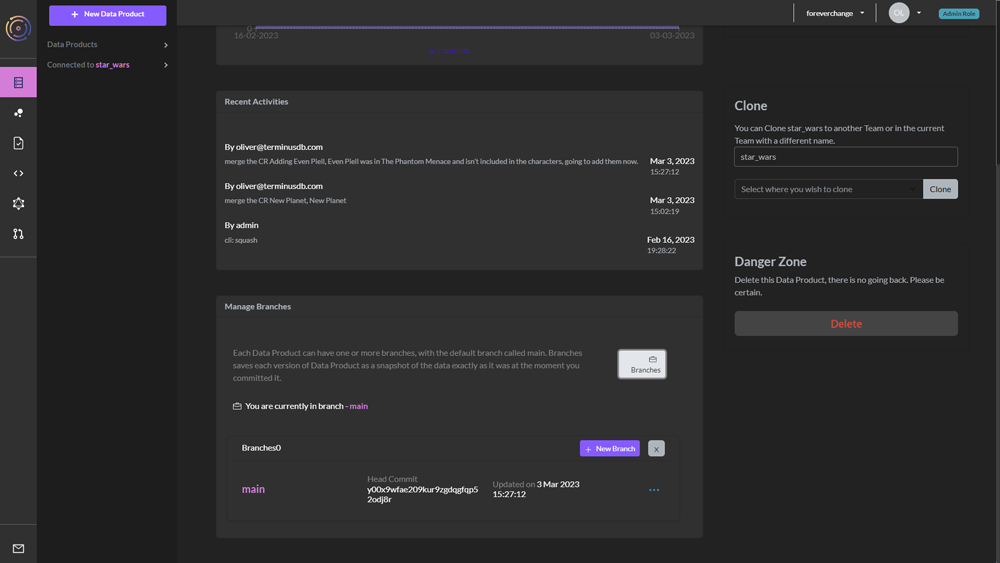 + New Data Product
foreverchange
OL
Admin Role
Data Products
Connected to star_wars
0
16-02-2023
03-03-2023
Recent Activities
By oliver@terminusdb.com
merge the CR Adding Even Piell, Even Piell was in The Phantom Menace and Isn't included in the characters, going to add them now.
Mar 3, 2023
15:27:12
By oliver@terminusdb.com
merge the CR New Planet, New Planet
Mar 3, 2023
15:02:19
By admin
cli: squash
Feb 16, 2023
19:28:22
Clone
You can Clone star_wars to another Team or in the current
Team with a different name.
star_wars
Select where you wish to clone
Clone
Danger Zone
Delete this Data Product, there is no going back. Please be
certain.
Delete
Manage Branches
Each Data Product can have one or more branches, with the default branch called main. Branches
saves each version of Data Product as a snapshot of the data exactly as it was at the moment you
committed it.
Branches
You are currently in branch - main
Branches0
+ New Branch
x
main
Head Commit
y00x9wfae209kur9zgdqgfqp5
2odj8r
Updated on 3 Mar 2023
15:27:12